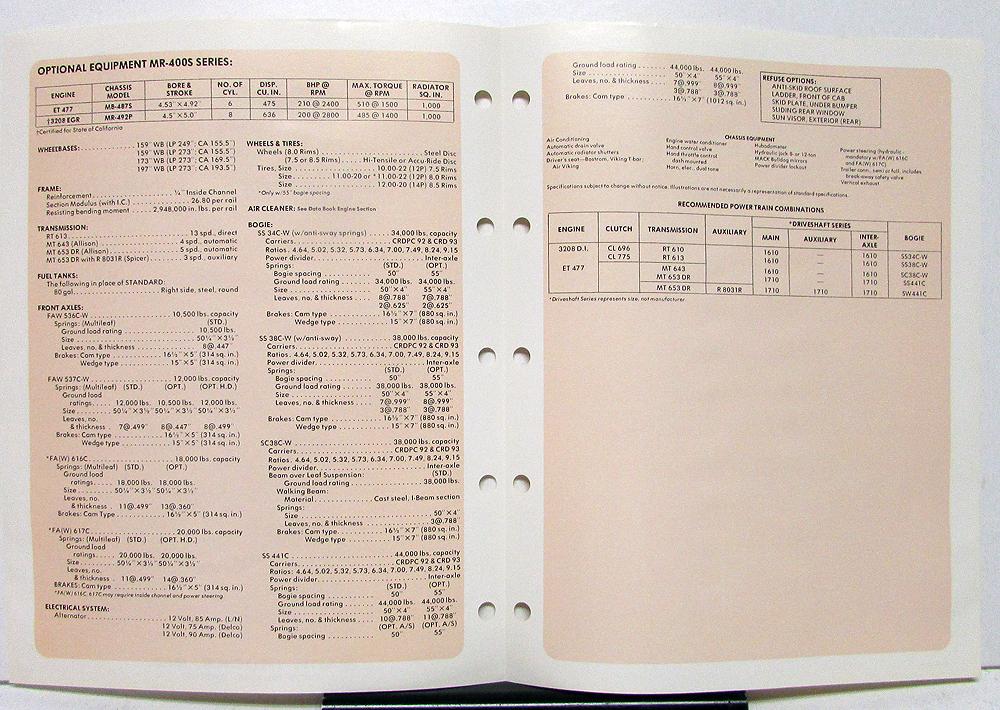 OPTIONAL EQUIPMENT MR-400S SERIES:
ENGINE CHASSIS MODEL BORE & STROKE NO. OF CYL. DISP. CU. IN. BHP @ RPM MAX. TORQUE @ RPM RADIATOR SQ. IN.
ET 477 MR-487S 4.53" X 4.92" 6 475 210 @ 2400 510 @ 1500 1,000
†3208 EGR MR-492P 4.5" X 5.0" 8 636 200 @ 2800 485 @ 1400 1,000
†Certified for State of California
WHEELBASES: 159" WB (LP 249"; CA 155.5")
159" WB (LP 273"; CA 155.5")
173" WB (LP 273"; CA 169.5")
197" WB (LP 273"; CA 193.5")
FRAME:
Reinforcement ¼" Inside Channel
Section Modulus (with I.C.) 26.80 per rail
Resisting bending moment 2,948,000 in. lbs. per rail
TRANSMISSION:
RT 613 13 spd., direct
MT 643 (Allison) 4 spd., automatic
MT 653 DR (Allison) 5 spd., automatic
MT 653 DR with R 8031R (Spicer) 3 spd., auxiliary
FUEL TANKS:
The following in place of STANDARD:
80 gal. Right side, steel, round
FRONT AXLES:
FAW 536C-W 10,500 lbs. capacity
Springs: (Multileaf) (STD.)
Ground load rating 10,500 lbs.
Size 50¼" X 3½"
Leaves, no. & thickness 8@.447"
Brakes: Cam type 16½" X 5" (314 sq. in.)
Wedge type 15" X 5" (314 sq. in.)
FAW 537C-W 12,000 lbs. capacity
Springs: (Multileaf) (STD.) (OPT.) (OPT. H.D.)
Ground load
ratings 12,000 lbs. 10,500 lbs. 12,000 lbs.
Size 50¼" X 3½" 50¼" X 3½" 50¼" X 3½"
Leaves, no.
& thickness 7@.499" 8@.447" 8@.499"
Brakes: Cam type 16½" X 5" (314 sq. in.)
Wedge type 15" X 5" (314 sq. in.)
*FA(W) 616C 18,000 lbs. capacity
Springs: (Multileaf) (STD.) (OPT.)
Ground load
ratings 18,000 lbs. 18,000 lbs.
Size 50¼" X 3½" 50¼" X 3½"
Leaves, no.
& thickness 11@.499" 13@.360"
Brakes: Cam Type 16½" X 5" (314 sq. in.)
*FA(W) 617C 20,000 lbs. capacity
Springs: (Multileaf) (STD.) (OPT. H.D.)
Ground load
ratings 20,000 lbs. 20,000 lbs.
Size 50¼" X 3½" 50¼" X 3½"
Leaves, no.
& thickness 11@.499" 14@.360"
BRAKES: Cam type 16½" X 5" (314 sq. in.)
*FA(W) 616C, 617C may require inside channel and power steering
ELECTRICAL SYSTEM:
Alternator 12 Volt, 85 Amp. (L/N)
12 Volt, 75 Amp. (Delco)
12 Volt, 90 Amp. (Delco)
WHEELS & TIRES:
Wheels (8.0 Rims) Steel Disc
(7.5 or 8.5 Rims) Hi-Tensile or Accu-Ride Disc
Tires, Size 10.00-22 (12P) 7.5 Rims
Size 11.00-20 or *11.00-22 (12P) 8.0 Rims
Size 12.00-20 (14P) 8.5 Rims
*Only w/55" bogie spacing
AIR CLEANER: See Data Book Engine Section
BOGIE:
SS 34C-W (w/anti-sway springs) 34,000 lbs. capacity
Carriers CRDPC 92 & CRD 93
Ratios. 4.64, 5.02, 5.32, 5.73, 6.34, 7.00, 7.49, 8.24, 9.15
Power divider Inter-axle
Springs: (STD.) (OPT.)
Bogie spacing 50" 55"
Ground load rating 34,000 lbs. 34,000 lbs.
Size 50" X 4" 55" X 4"
Leaves, no. & thickness 8@.788" 7@.788"
2@.625" 2@.625"
Brakes: Cam type 16½" X 7" (880 sq. in.)
Wedge type 15" X 7" (880 sq. in.)
SS 38C-W (w/anti-sway) 38,000 lbs. capacity
Carriers CRDPC 92 & CRD 93
Ratios. 4.64, 5.02, 5.32, 5.73, 6.34, 7.00, 7.49, 8.24, 9.15
Power divider Inter-axle
Springs: (STD.) (OPT.)
Bogie spacing 50" 55"
Ground load rating 38,000 lbs. 38,000 lbs.
Size 50" X 4" 55" X 4"
Leaves, no. & thickness 7@.999" 8@.999"
3@.788" 3@.788"
Brakes: Cam type 16½" X 7" (880 sq. in.)
Wedge type 15" X 7" (880 sq. in.)
SC38C-W 38,000 lbs. capacity
Carriers CRDPC 92 & CRD 93
Ratios. 4.64, 5.02, 5.32, 5.73, 6.34, 7.00, 7.49, 8.24, 9.15
Power divider Inter-axle
Beam over Leaf Suspension: (STD.)
Ground load rating 38,000 lbs.
Walking Beam:
Material Cast steel, I-Beam section
Springs:
Size 50" X 4"
Leaves, no. & thickness 3@.788"
Brakes: Cam type 16½" X 7" (880 sq. in.)
Wedge type 15" X 7" (880 sq. in.)
SS 441C 44,000 lbs. capacity
Carriers CRDPC 92 & CRD 93
Ratios: 4.64, 5.02, 5.32, 5.73, 6.34, 7.00, 7.49, 8.24, 9.15
Power divider Inter-axle
Springs: (STD.) (OPT.)
Bogie spacing 50" 55"
Ground load rating 44,000 lbs. 44,000 lbs.
Size 50" X 4" 55" X 4"
Leaves, no. & thickness 10@.788" 11@.788"
Springs: (OPT. A/S) (OPT. A/S)
Bogie spacing 50" 55"
Ground load rating 44,000 lbs. 44,000 lbs.
Size 50" X 4" 55" X 4"
Leaves, no. & thickness 7@.999" 8@.999"
3@.788" 3@.788"
Brakes: Cam type 16½" X 7" (1012 sq. in.)
REFUSE OPTIONS:
ANTI-SKID ROOF SURFACE
LADDER, FRONT OF CAB
SKID PLATE, UNDER BUMPER
SLIDING REAR WINDOW
SUN VISOR, EXTERIOR (REAR)
CHASSIS EQUIPMENT
Air Conditioning
Automatic drain valve
Automatic radiator shutters
Driver's seat—Bostrom, Viking T bar;
Air Viking
Engine water conditioner
Hand control valve
Hand throttle control
dash mounted
Horn, elec., dual tone
Hubodometer
Hydraulic jack 8- or 12-ton
MACK Bulldog mirrors
Power divider lockout
Power steering (hydraulic -
mandatory w/FA(W) 616C
and FA(W) 617C)
Trailer conn., semi or full, includes
break-away safety valve
Vertical exhaust
Specifications subject to change without notice. Illustrations are not necessarily a representation of standard specifications.
RECOMMENDED POWER TRAIN COMBINATIONS
ENGINE CLUTCH TRANSMISSION AUXILIARY *DRIVESHAFT SERIES BOGIE
MAIN AUXILIARY INTER-AXLE
3208 D.I. CL 696 RT 610 1610 — 1610 SS34C-W
CL 775 RT 613 1610 — 1610 SS38C-W
ET 477 MT 643 1610 — 1610 SC38C-W
MT 653 DR 1710 — 1710 SS441C
MT 653 DR R 8031R 1710 1710 1710 SW441C
*Driveshaft Series represents size, not manufacturer.